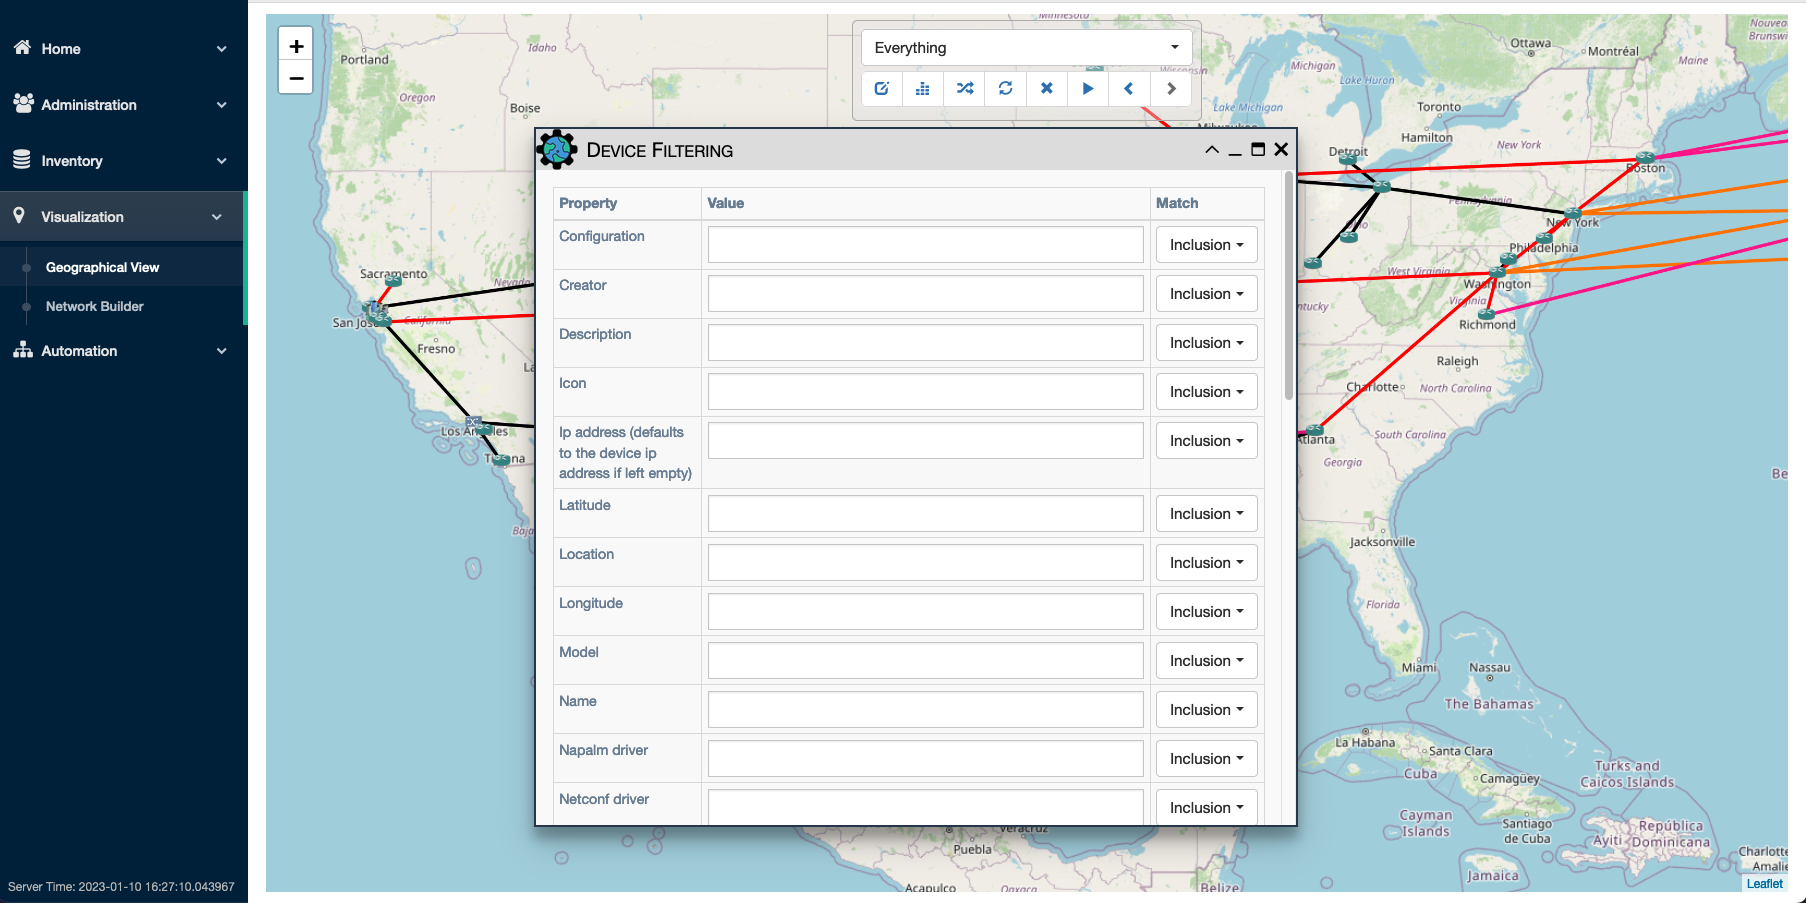 Home
Administration
Inventory
Visualization
Geographical View
Network Builder
Automation
Server Time: 2023-01-10 16:27:10.043967
+
−
Everything
Device Filtering
Property Value Match
Configuration Inclusion
Creator Inclusion
Description Inclusion
Icon Inclusion
Ip address (defaults
to the device ip
address if left empty) Inclusion
Latitude Inclusion
Location Inclusion
Longitude Inclusion
Model Inclusion
Name Inclusion
Napalm driver Inclusion
Netconf driver Inclusion
Minnesota
Portland
Idaho
Oregon
Boise
Sacramento
Nevada
San Jos
California
Fresno
Los Angeles
Wisconsin
Milwaukee
Michigan
Lake Huron
Lake Michigan
Ottawa
Montréal
Maine
Toronto
Hamilton
New York
Detroit
Boston
Pennsylvania
New York
Philadelphia
West Virginia
Washington
Virginia
Richmond
Raleigh
Charlotte
North Carolina
Atlanta
South Carolina
Georgia
Jacksonville
Florida
Miami
Nassau
The Bahamas
La Habana
Santa Clara
Cuba
Camagüey
Turks and
Caicos Islands
Cayman
Islands
Santiago
de Cuba
República
Ayiti
Dominicana
Jamaica
Charlotte
Amalie
Veracruz
Puebla
Acapulco
Oaxaca
Belize
Leaflet